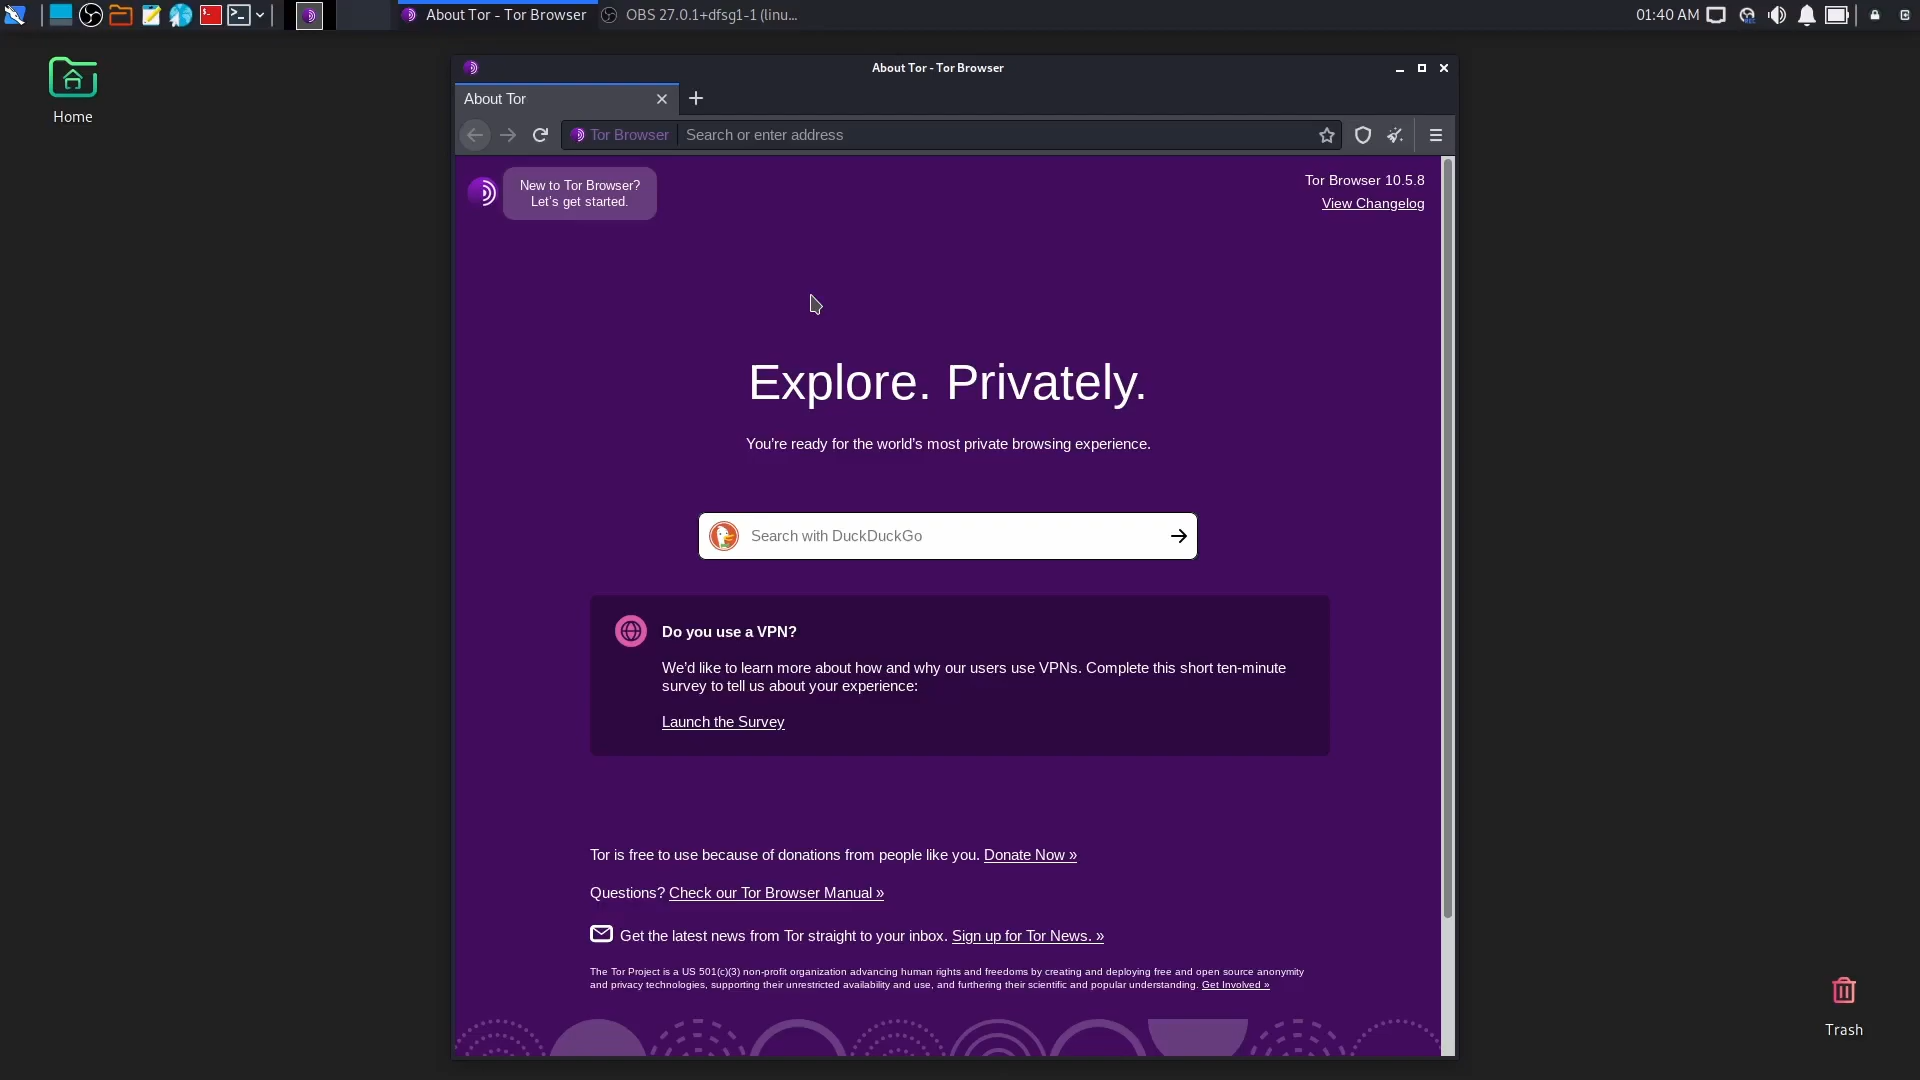 About Tor - Tor Browser
OBS 27.0.1+dfsg1-1 (linu...
01:40 AM
Home
About Tor - Tor Browser
About Tor
Tor Browser
Search or enter address
New to Tor Browser?
Let’s get started.
Tor Browser 10.5.8
View Changelog
Explore. Privately.
You’re ready for the world’s most private browsing experience.
Search with DuckDuckGo
Do you use a VPN?
We’d like to learn more about how and why our users use VPNs. Complete this short ten-minute
survey to tell us about your experience:
Launch the Survey
Tor is free to use because of donations from people like you. Donate Now »
Questions? Check our Tor Browser Manual »
Get the latest news from Tor straight to your inbox. Sign up for Tor News. »
The Tor Project is a US 501(c)(3) non-profit organization advancing human rights and freedoms by creating and deploying free and open source anonymity
and privacy technologies, supporting their unrestricted availability and use, and furthering their scientific and popular understanding. Get Involved »
Trash